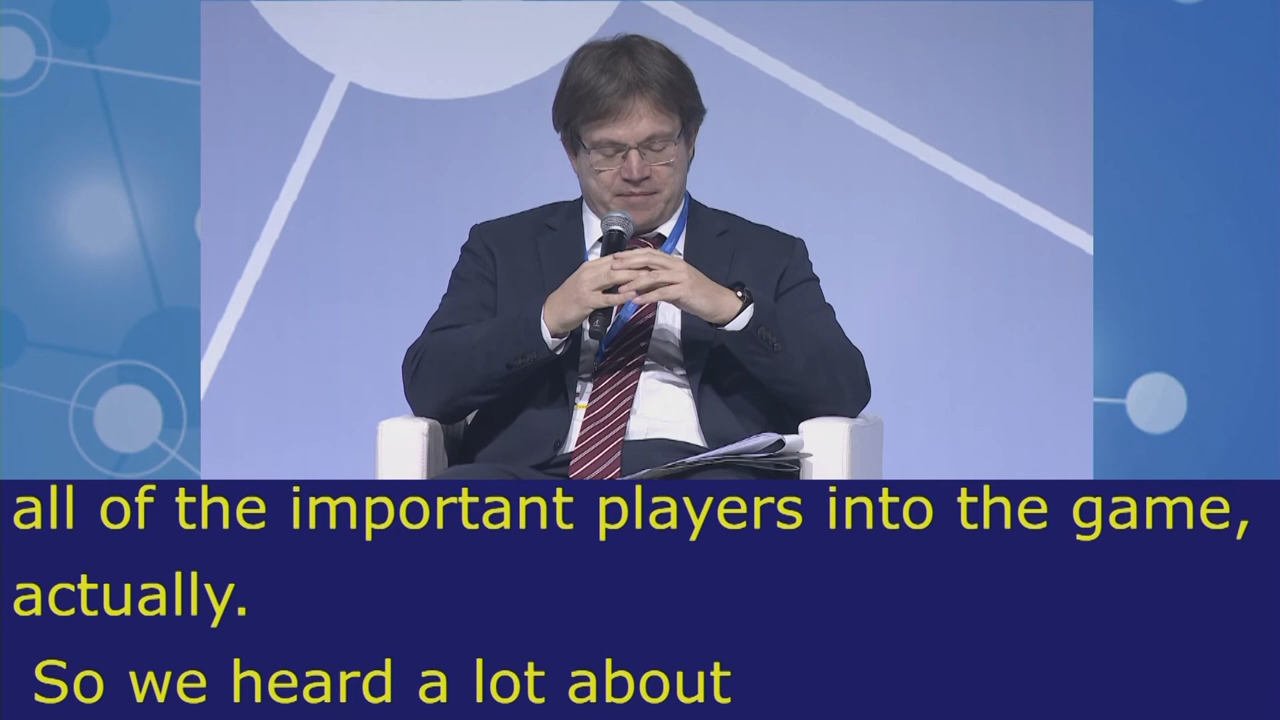 all of the important players into the game,
actually.
So we heard a lot about